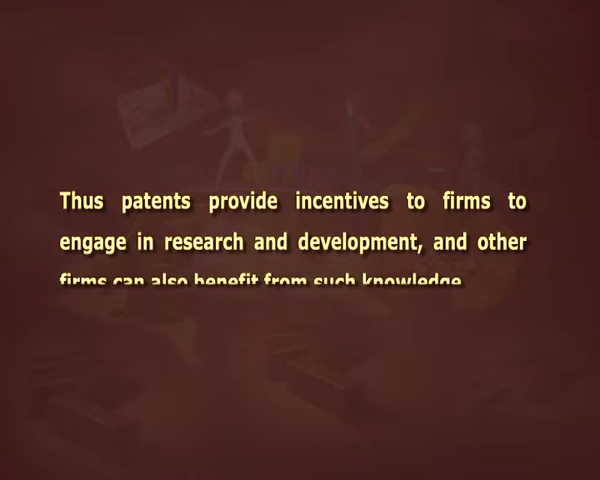 Thus patents provide incentives to firms to
engage in research and development, and other
firms can also benefit from such knowledge